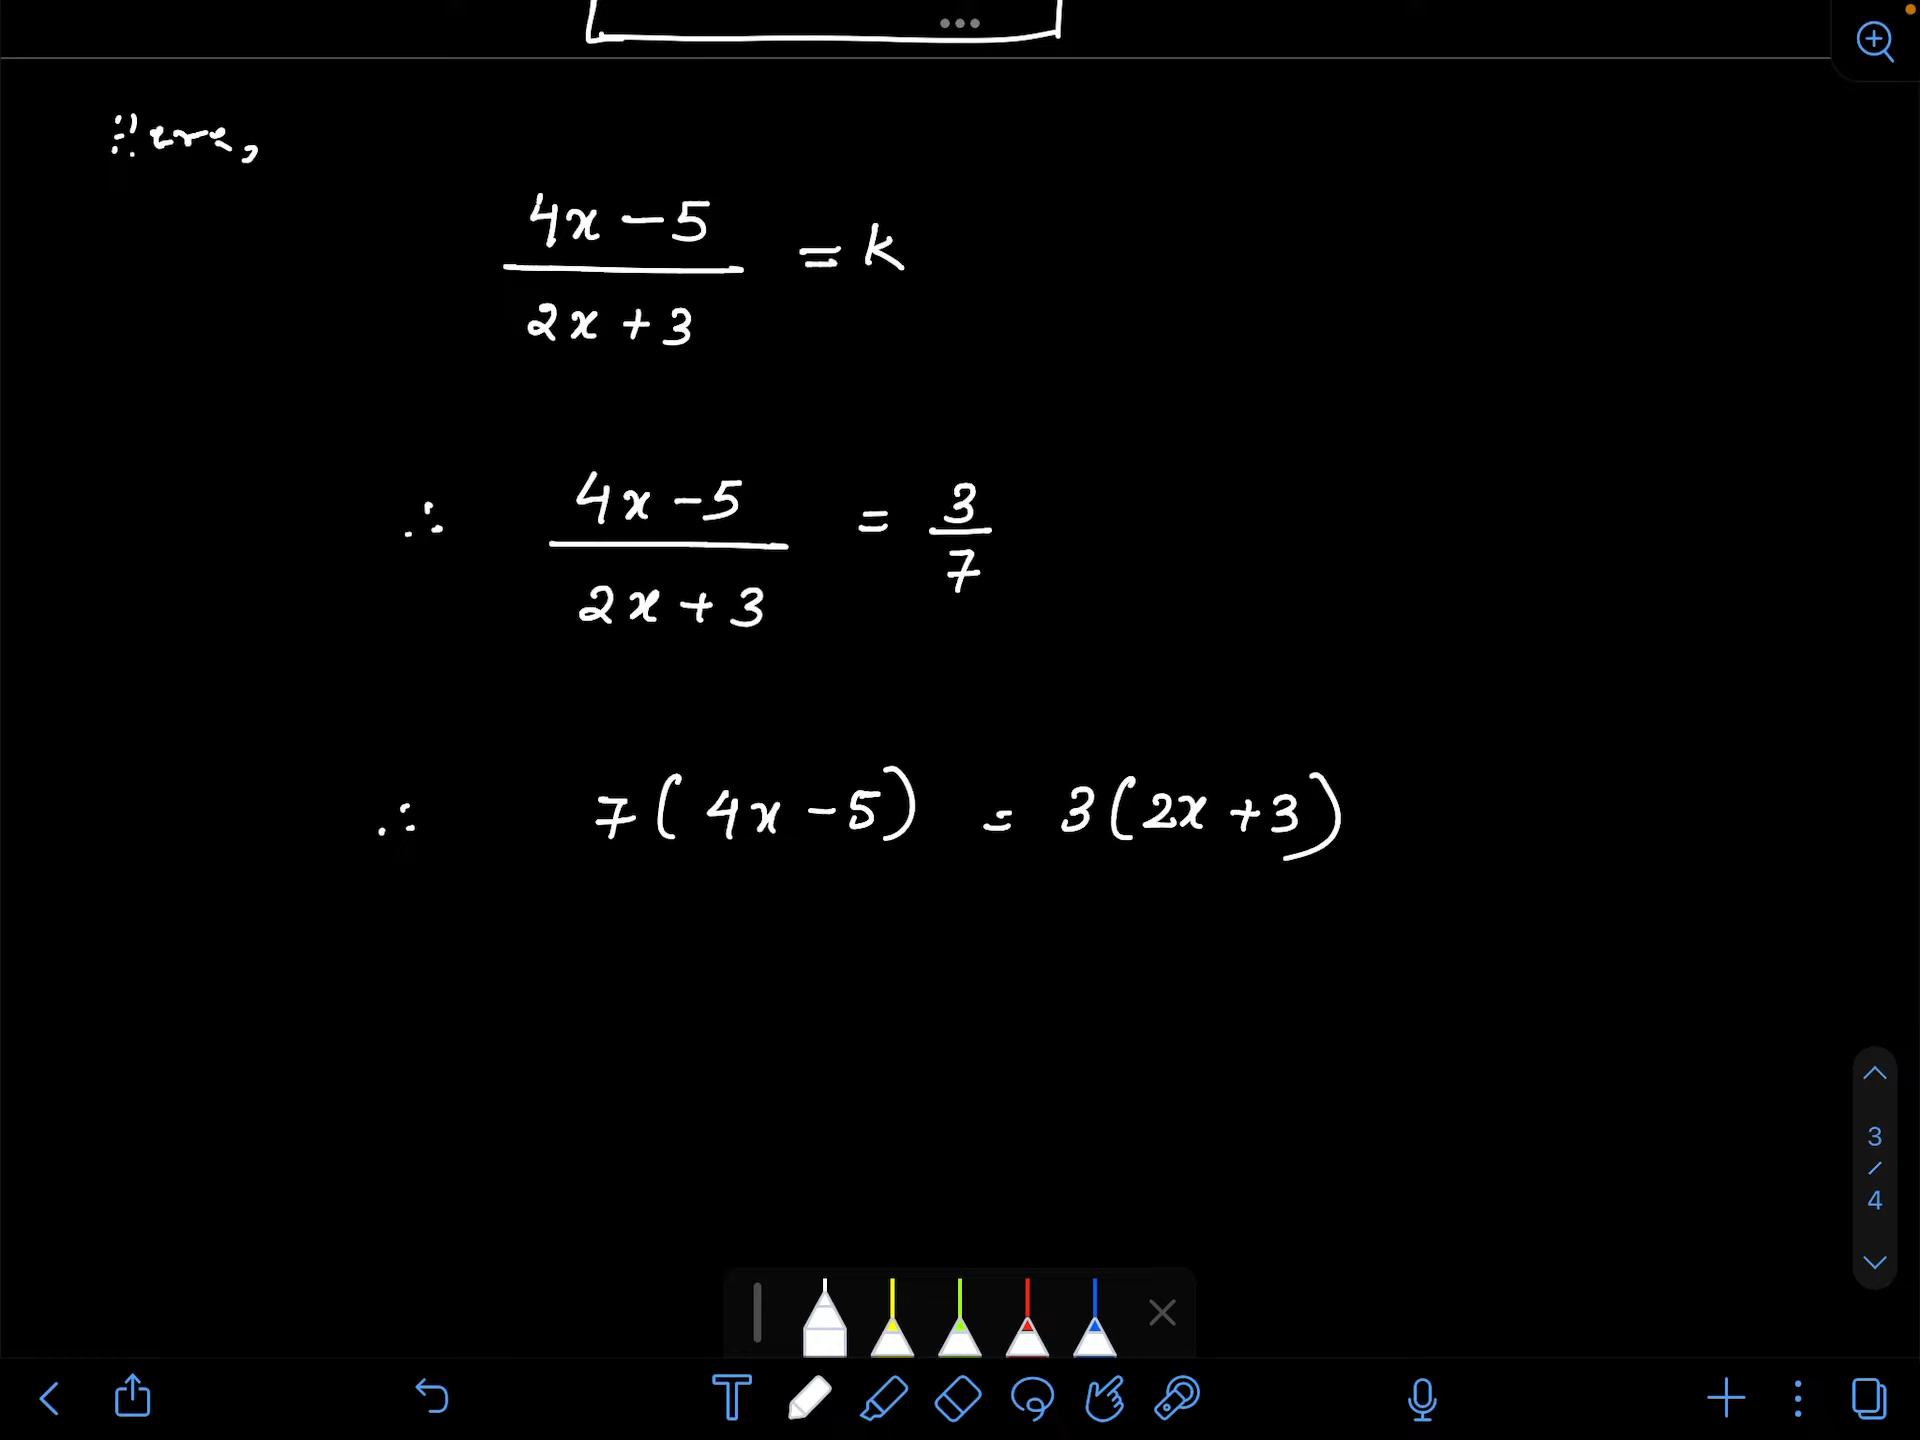 Here,
4x - 5
= k
2x + 3
∴ 4x - 5 = 3
2x + 3 7
∴ 7(4x - 5) = 3(2x + 3)
3
/
4
T